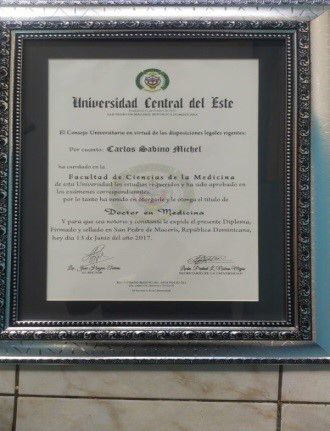 Universidad Central del Este
El Consejo Universitario en virtud de las disposiciones legales vigentes:
Por cuanto: Carlos Sabino Michel
ha cursado en la
Facultad de Ciencias de la Medicina
de esta Universidad los estudios requeridos y ha sido aprobado en
los exámenes correspondientes,
por lo tanto ha venido en otorgarle y le otorga el título de
Doctor en Medicina
Y para que sea notorio y constante le expide el presente Diploma,
Firmado y sellado en San Pedro de Macorís, República Dominicana,
hoy día 13 de Junio del año 2017.